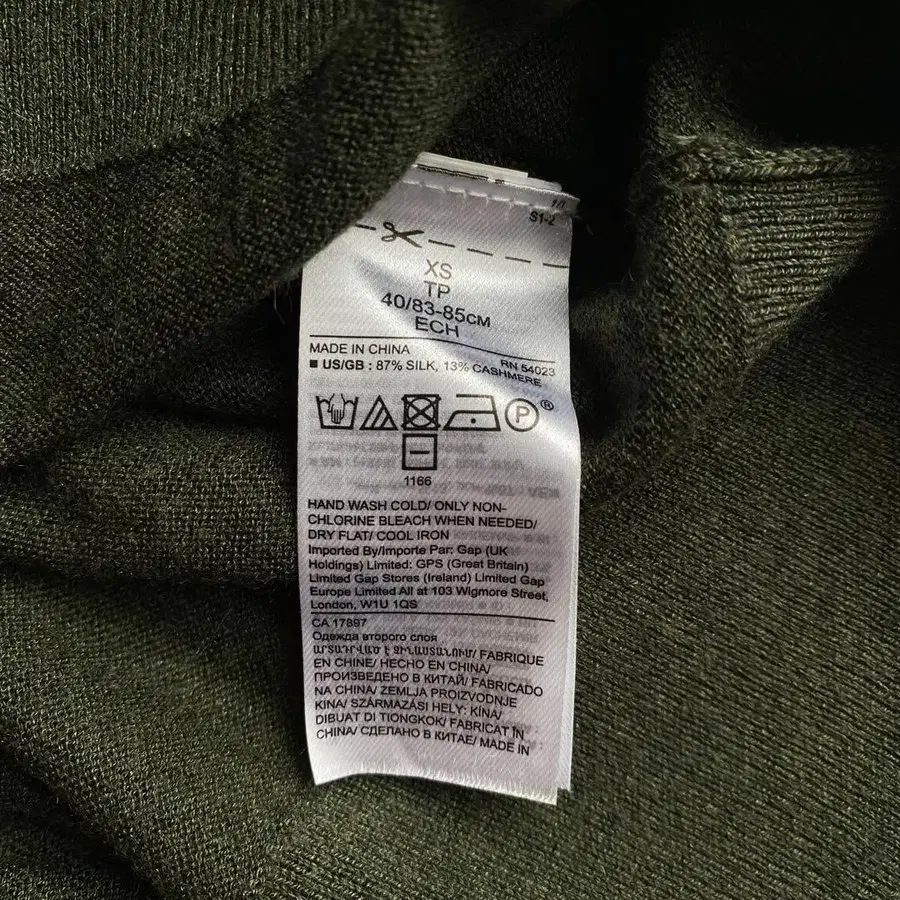 S1-2
XS
TP
40/83-85CM
ECH
MADE IN CHINA RN 54023
■ US/GB : 87% SILK, 13% CASHMERE
P ®
1166
HAND WASH COLD/ ONLY NON-
CHLORINE BLEACH WHEN NEEDED/
DRY FLAT/ COOL IRON
Imported By/Importe Par: Gap (UK
Holdings) Limited: GPS (Great Britain)
Limited Gap Stores (Ireland) Limited Gap
Europe Limited All at 103 Wigmore Street,
London, W1U 1QS
CA 17897
Одежда второго слоя
ԱՐՏԱԴՐՎԱԾ Է ՉԻՆԱՍՏԱՆՈՒՄ/ FABRIQUE
EN CHINE/ HECHO EN CHINA/
ПРОИЗВЕДЕНО В КИТАЙ/ FABRICADO
NA CHINA/ ZEMLJA PROIZVODNJE
KINA/ SZÁRMAZÁSI HELY: KÍNA/
DIBUAT DI TIONGKOK/ FABRICAT ÎN
CHINA/ СДЕЛАНО В КИТАЕ/ MADE IN